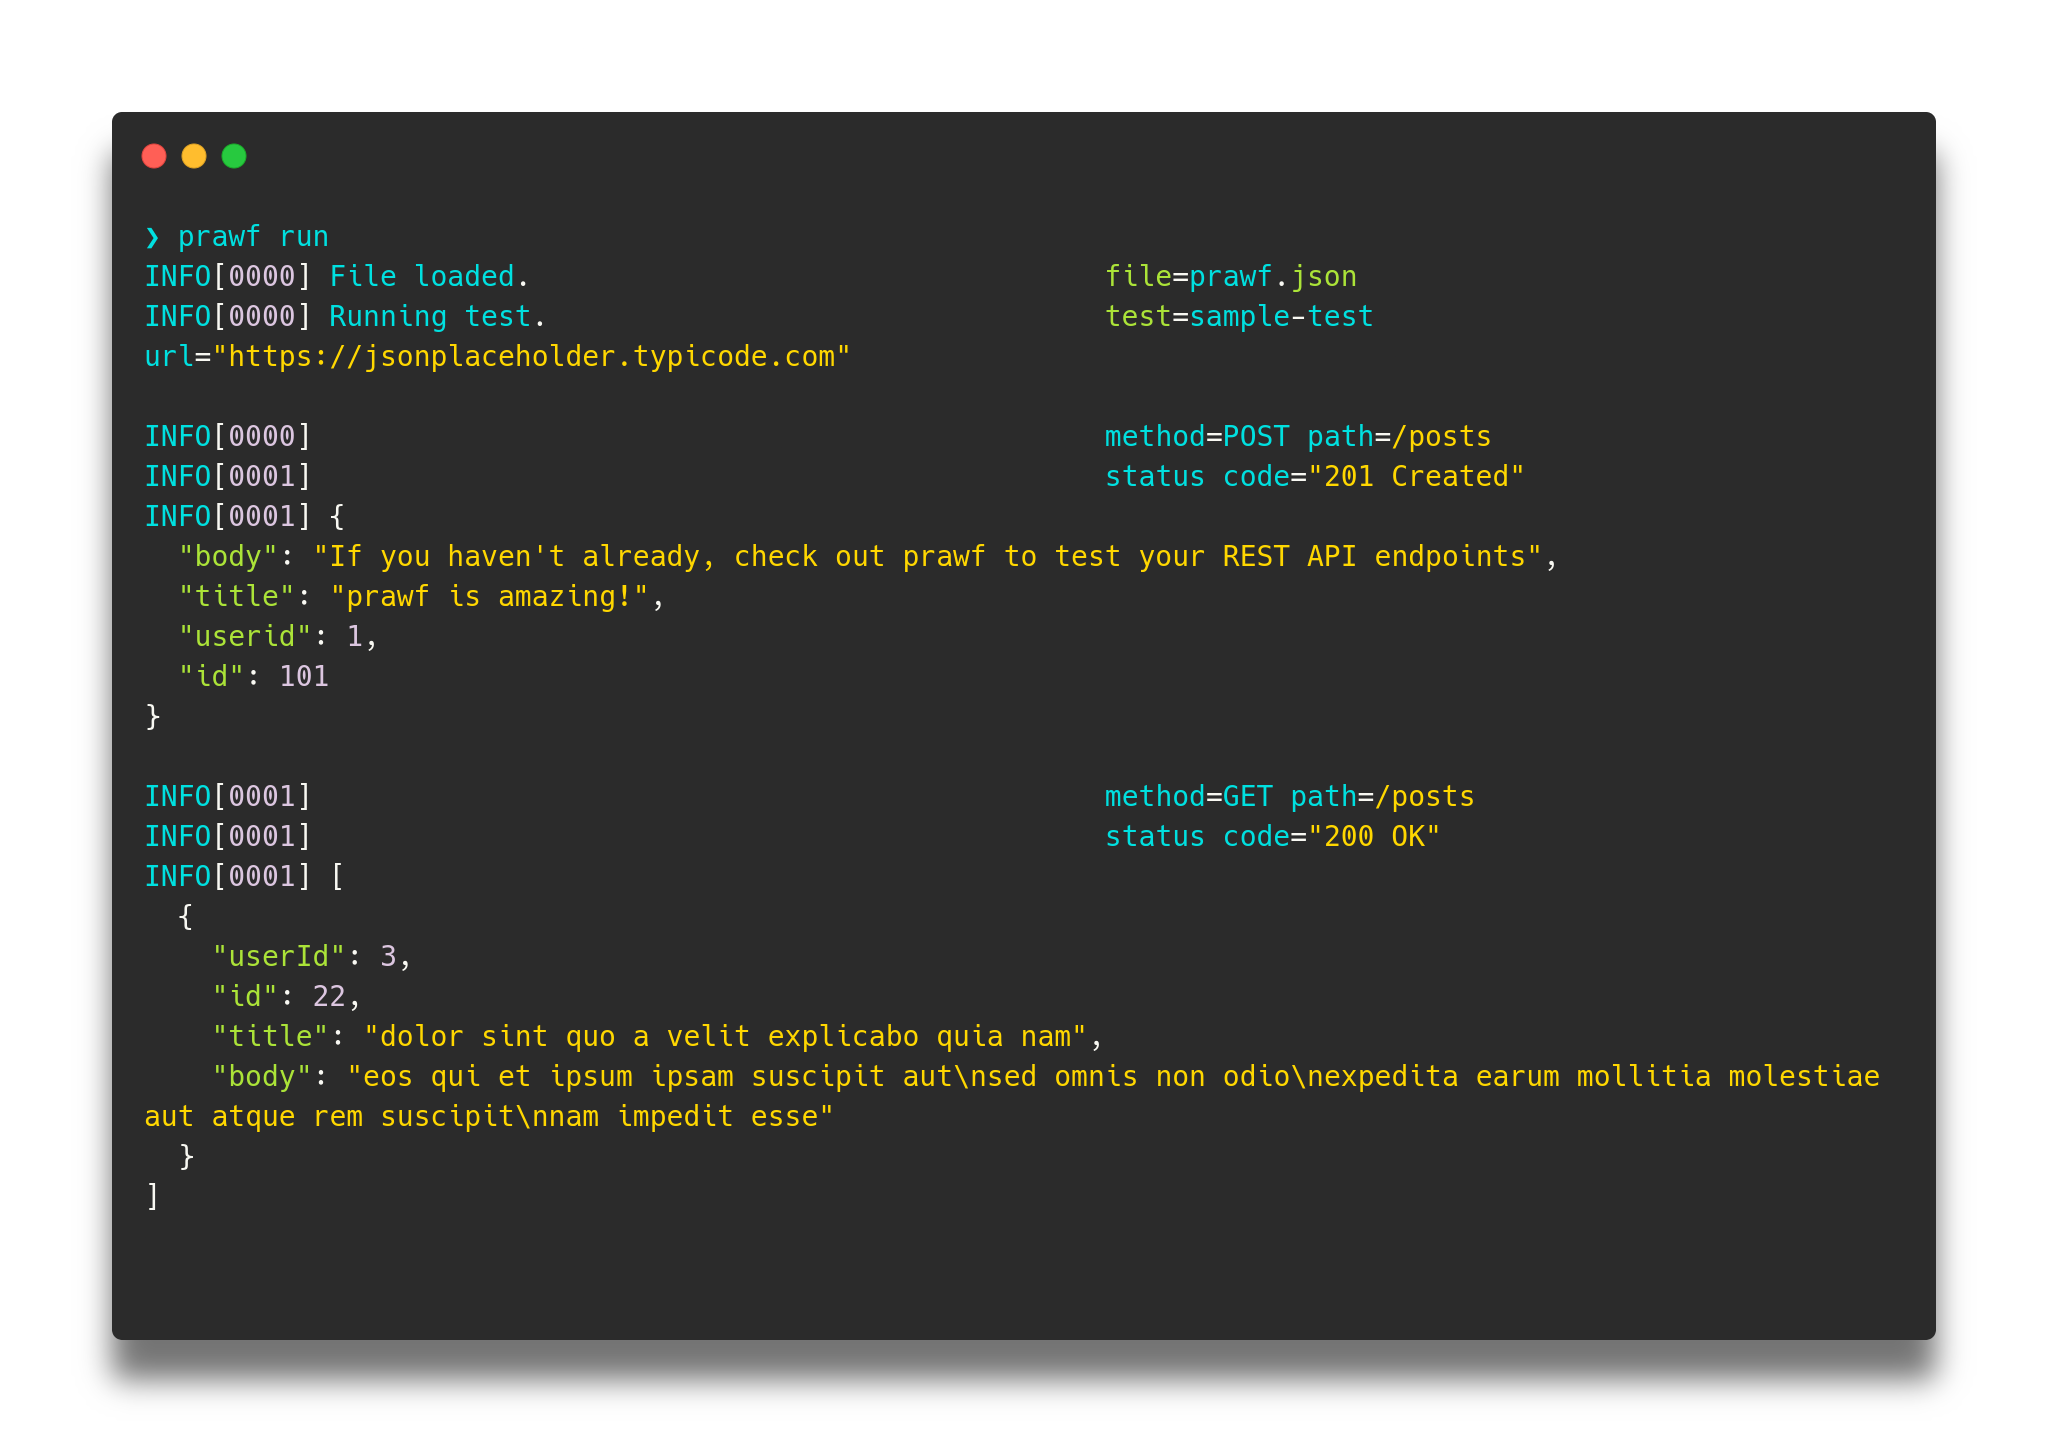 ❯ prawf run
INFO[0000] File loaded.                                  file=prawf.json
INFO[0000] Running test.                                 test=sample-test
url="https://jsonplaceholder.typicode.com"
INFO[0000]                                               method=POST path=/posts
INFO[0001]                                               status code="201 Created"
INFO[0001] {
  "body": "If you haven't already, check out prawf to test your REST API endpoints",
  "title": "prawf is amazing!",
  "userid": 1,
  "id": 101
}
INFO[0001]                                               method=GET path=/posts
INFO[0001]                                               status code="200 OK"
INFO[0001] [
  {
    "userId": 3,
    "id": 22,
    "title": "dolor sint quo a velit explicabo quia nam",
    "body": "eos qui et ipsum ipsam suscipit aut\nsed omnis non odio\nexpedita earum mollitia molestiae
aut atque rem suscipit\nnam impedit esse"
  }
]